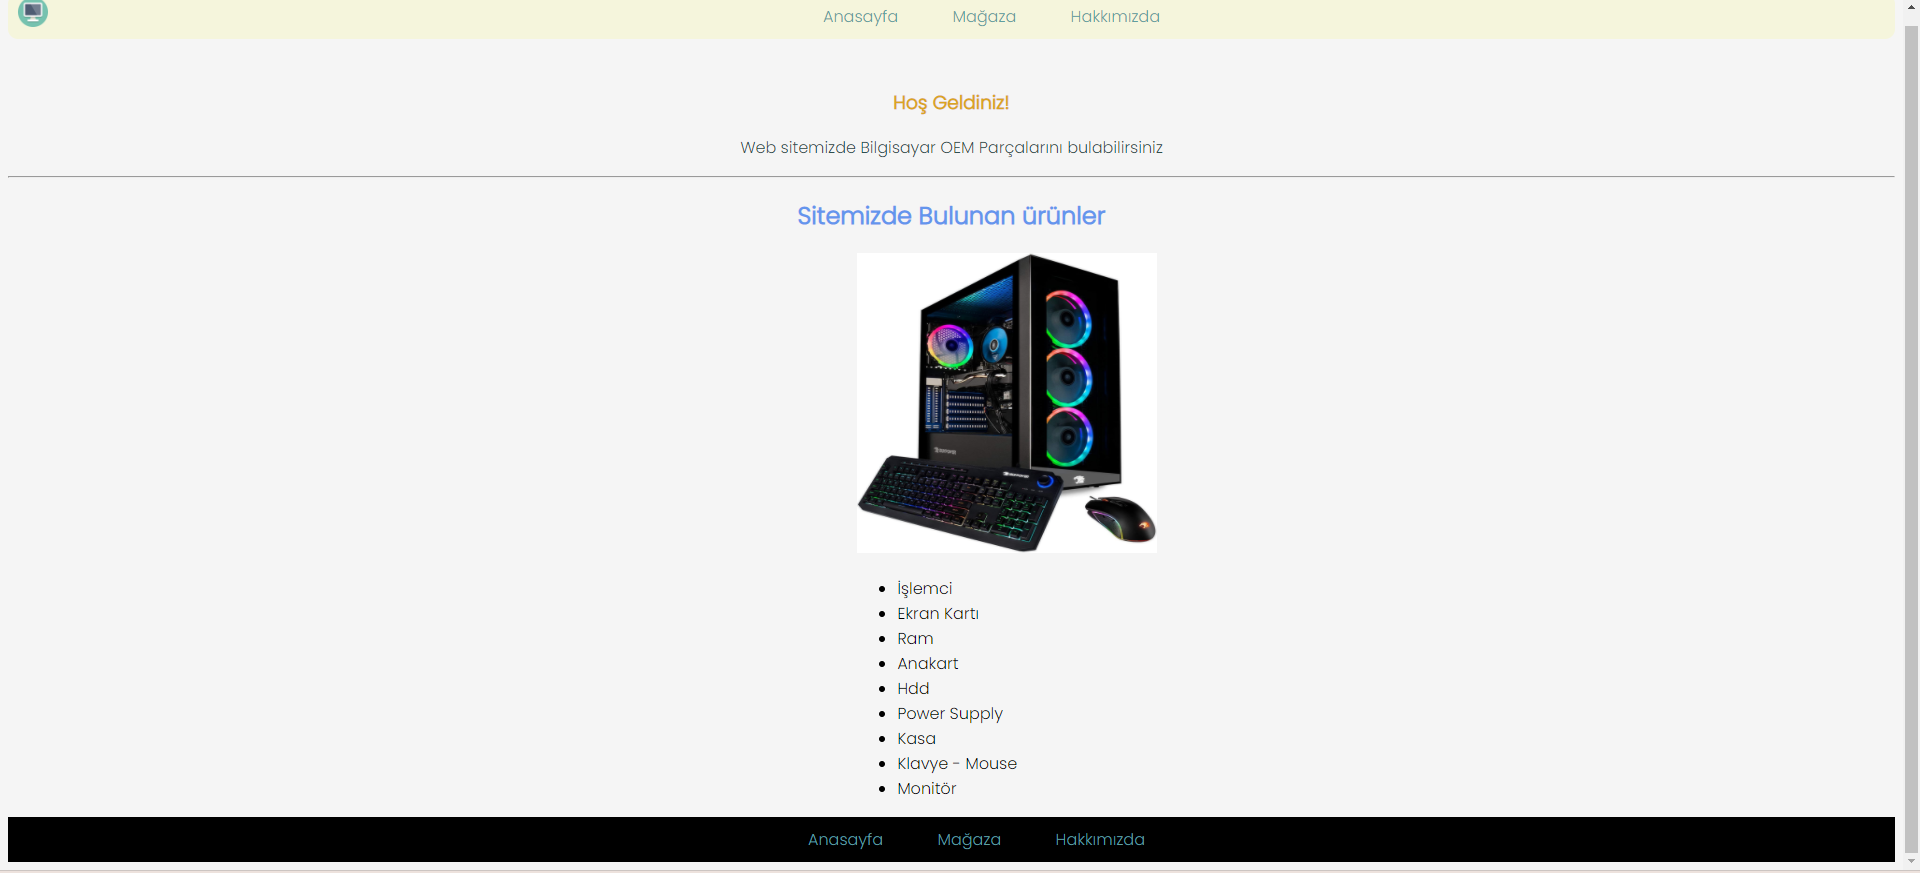 Anasayfa Mağaza Hakkımızda
Hoş Geldiniz!
Web sitemizde Bilgisayar OEM Parçalarını bulabilirsiniz
Sitemizde Bulunan ürünler
İşlemci
Ekran Kartı
Ram
Anakart
Hdd
Power Supply
Kasa
Klavye - Mouse
Monitör
Anasayfa Mağaza Hakkımızda